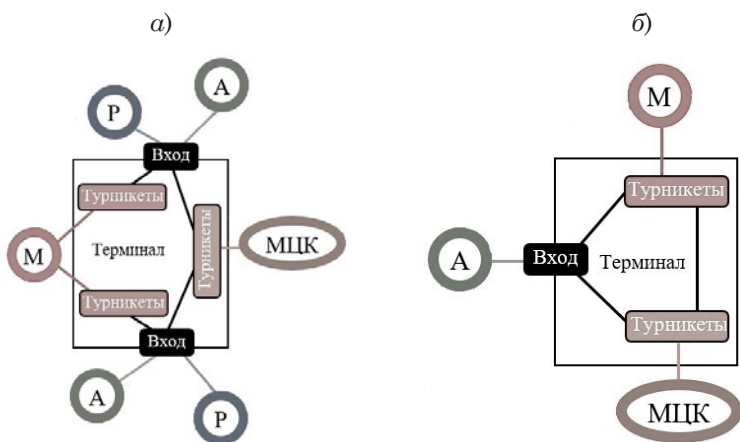 а)
А
Р
Вход
Турникеты
Турникеты
М
Терминал
МЦК
Турникеты
Вход
А
Р
б)
М
Турникеты
А
Вход
Терминал
Турникеты
МЦК